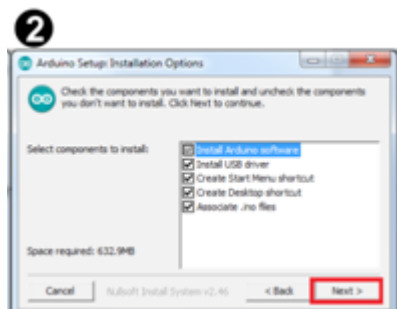 2
Arduino Setup: Installation Options
Check the components you want to install and uncheck the components
you don't want to install. Click Next to continue.
Select components to install:
Install Arduino software
Install USB driver
Create Start Menu shortcut
Create Desktop shortcut
Associate .ino files
Space required: 632.9MB
Cancel
Nullsoft Install System v2.46
< Back
Next >